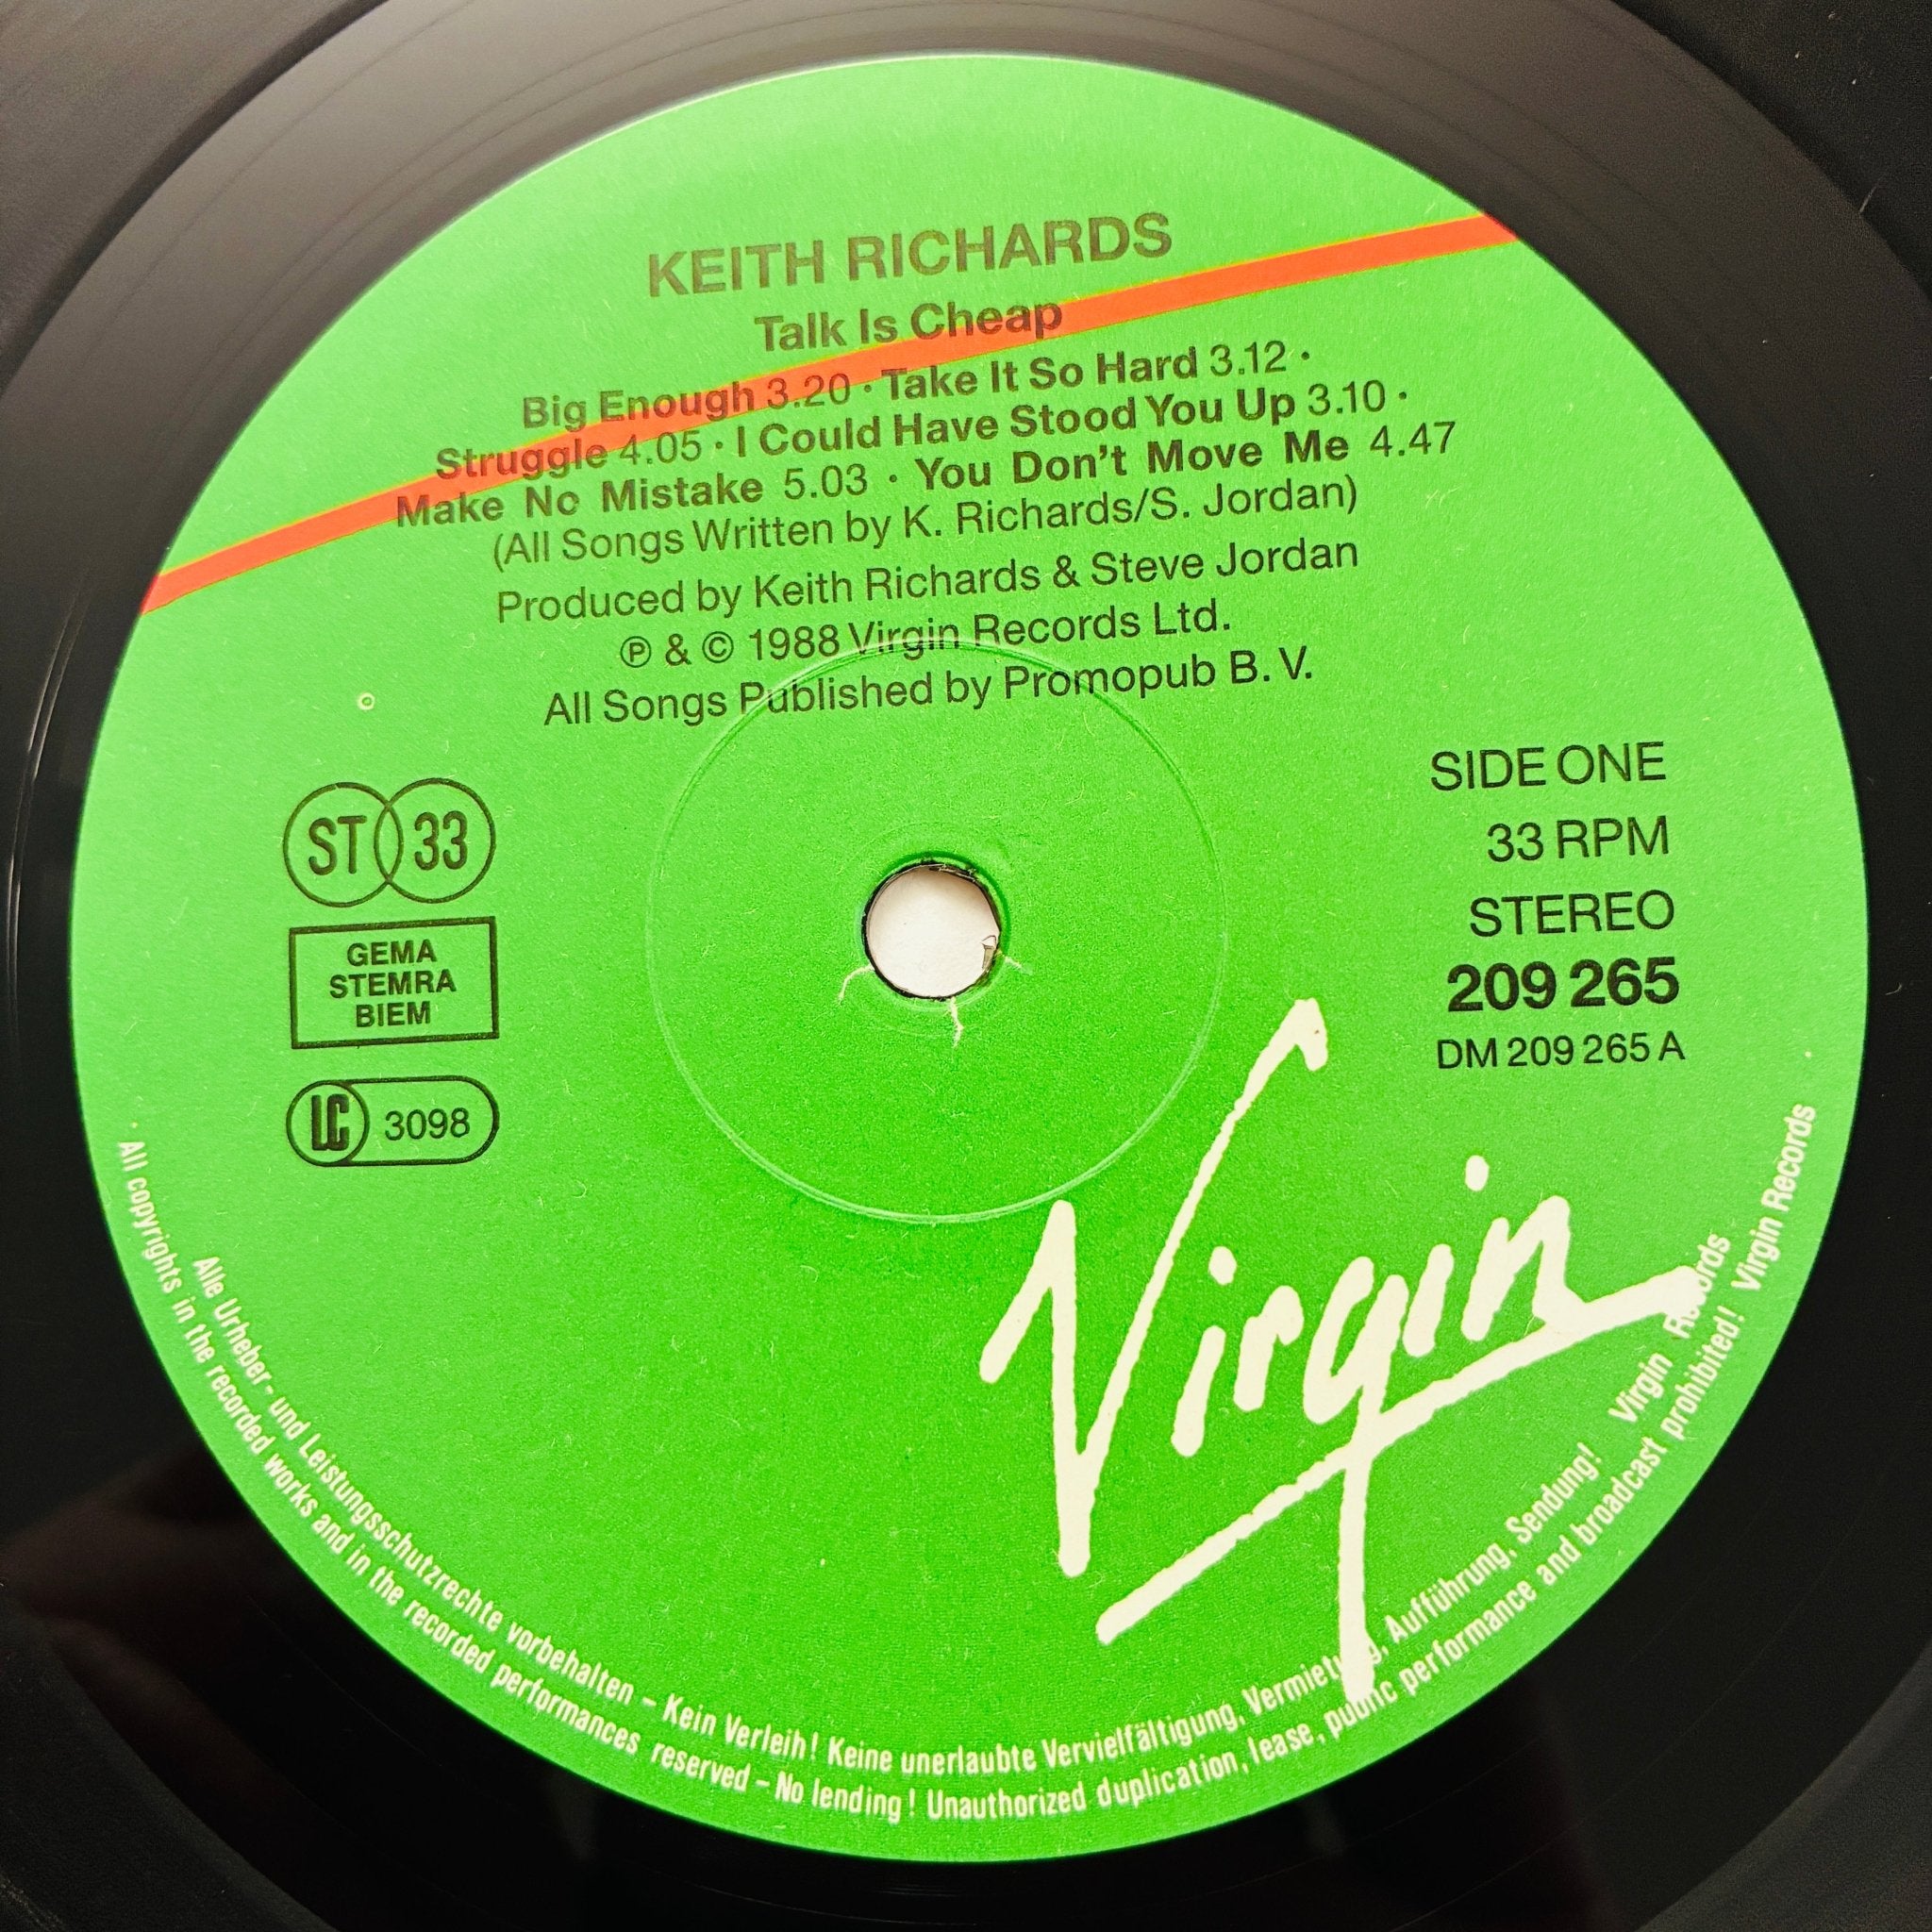 KEITH RICHARDS
Talk Is Cheap
Big Enough 3.20 · Take It So Hard 3.12 ·
Struggle 4.05 · I Could Have Stood You Up 3.10 ·
Make No Mistake 5.03 · You Don't Move Me 4.47
(All Songs Written by K. Richards/S. Jordan)
Produced by Keith Richards & Steve Jordan
℗ & © 1988 Virgin Records Ltd.
All Songs Published by Promopub B. V.
ST 33
GEMA
STEMRA
BIEM
LC 3098
SIDE ONE
33 RPM
STEREO
209 265
DM 209 265 A
Virgin
Alle Urheber- und Leistungsschutzrechte vorbehalten – Kein Verleih! Keine unerlaubte Vervielfältigung, Vermietung, Aufführung, Sendung! Virgin Records
All copyrights in the recorded works and in the recorded performances reserved – No lending! Unauthorized duplication, lease, public performance and broadcast prohibited! Virgin Records